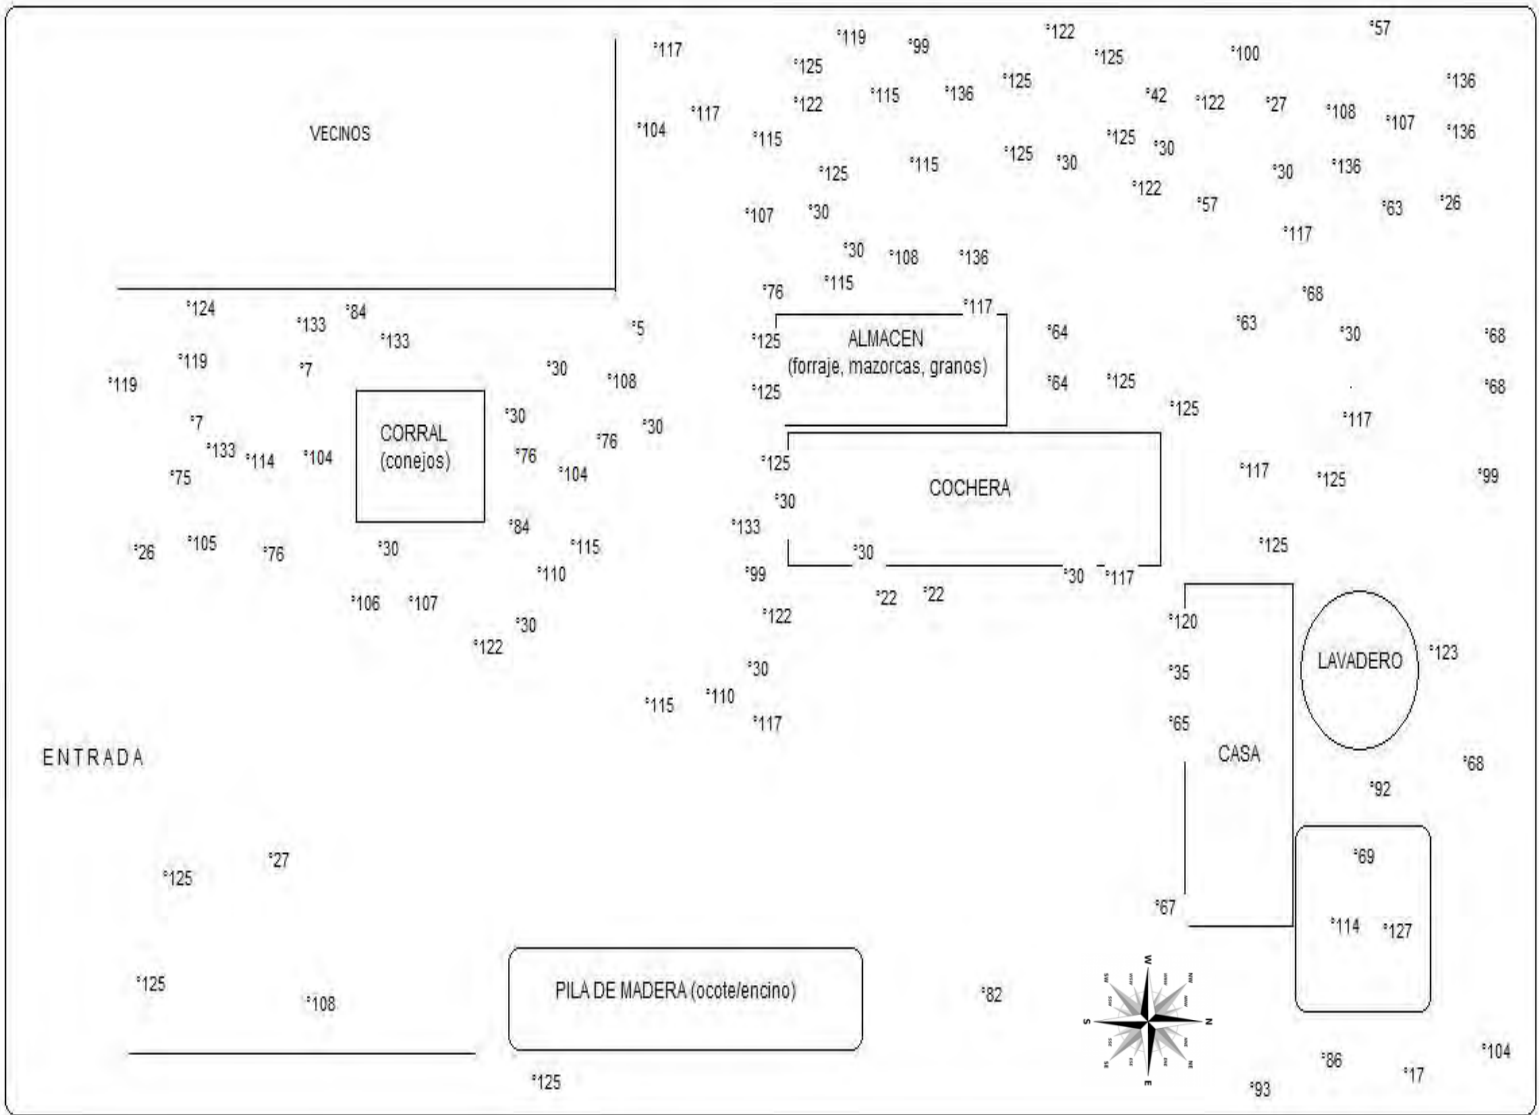 °57
°119 °99 °122
°117 °125 °100
°125 °125 °136
°122 °115 °136 °42 °122 °27 °108
°117 °107
°104 VECINOS °115 °125 °30 °136
°125 °115 °125 °30 °30 °136
°122 °57 °63 °26
°107 °30
°117
°30 °108 °136
°76 °115 °68
°124 °84 °117
°133 °133 °5 °125 ALMACEN °64 °63 °30 °68
°119 °7 °30 (forraje, mazorcas, granos)
°119 °108 °125 °64 °125 °68
°7 °30 °125 °117
CORRAL °30
°133 °76 °76
°114 °104 (conejos) °125
°75 °104 °117 °125 °99
COCHERA
°30
°84 °133
°26 °105 °76 °30 °115 °30 °125
°110 °99 °30 °117
°106 °107 °22 °22
°30 °122 °120
°122
LAVADERO °123
°30 °35
°115 °110
°117 °65
ENTRADA CASA °68
°92
°27 °69
°125
°67
°114 °127
W
SW NW
°125 PILA DE MADERA (ocote/encino) °82
°108
S N
°104
SE NE
°86
°125 E °17
°93